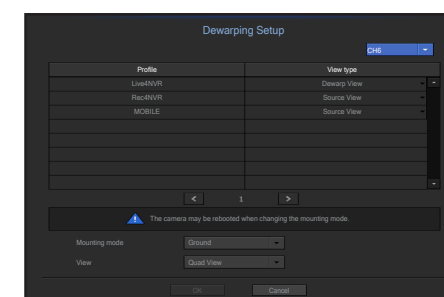 Dewarping Setup
CH6
Profile View type
Live4NVR Dewarp View
Rec4NVR Source View
MOBILE Source View
< 1 >
The camera may be rebooted when changing the mounting mode.
Mounting mode Ground
View Quad View
OK Cancel